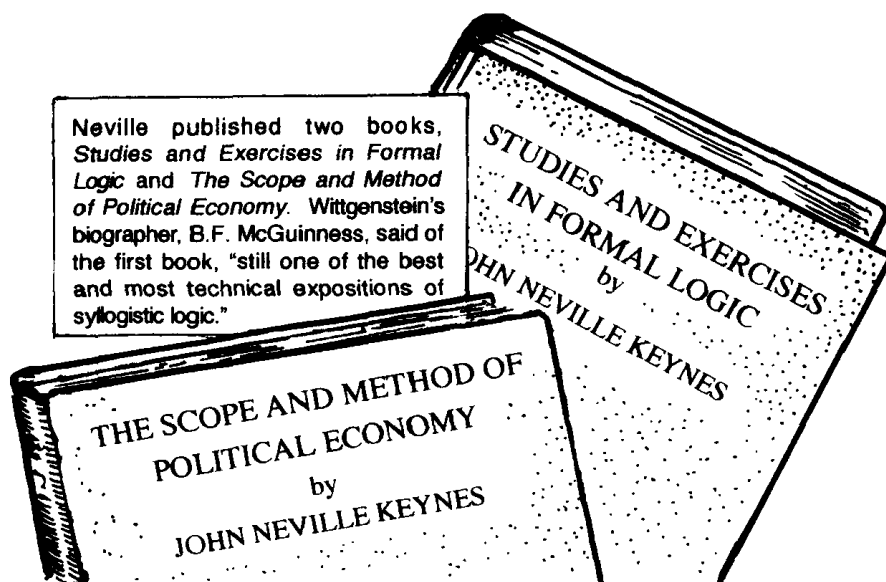 Neville published two books,
Studies and Exercises in Formal
Logic and The Scope and Method
of Political Economy. Wittgenstein's
biographer, B.F. McGuinness, said of
the first book, "still one of the best
and most technical expositions of
syllogistic logic."
STUDIES AND EXERCISES
IN FORMAL LOGIC
by
OHN NEVILLE KEYNES
THE SCOPE AND METHOD OF
POLITICAL ECONOMY
by
JOHN NEVILLE KEYNES